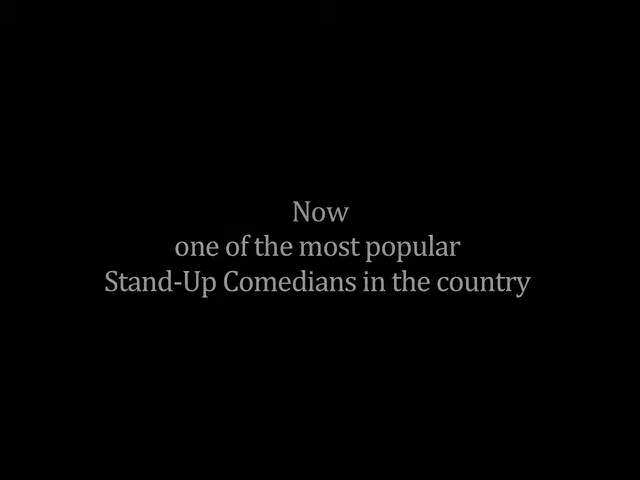 Now
one of the most popular
Stand-Up Comedians in the country